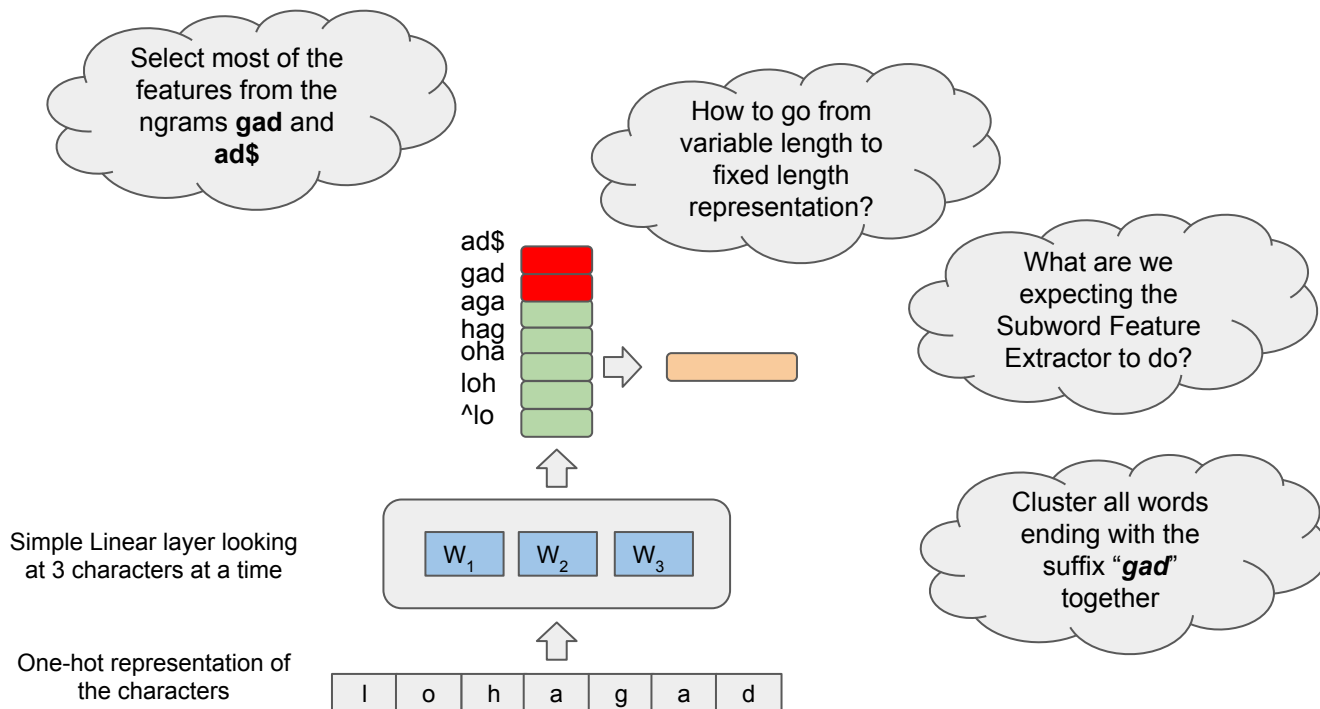 Select most of the
features from the
ngrams gad and
ad$
How to go from
variable length to
fixed length
representation?
What are we
expecting the
Subword Feature
Extractor to do?
Cluster all words
ending with the
suffix “gad”
together
ad$
gad
aga
hag
oha
loh
^lo
Simple Linear layer looking
at 3 characters at a time
W1 W2 W3
One-hot representation of
the characters
l o h a g a d